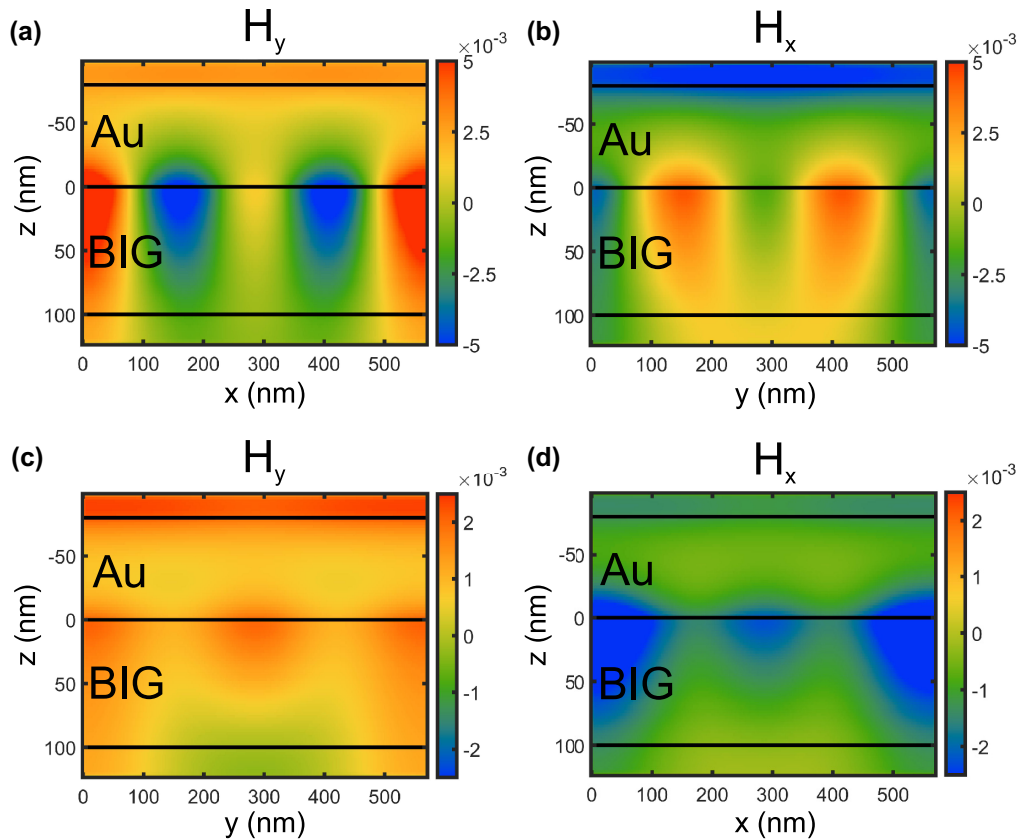 (a)
H_y
×10⁻³
Au
BIG
z (nm)
-50
0
50
100
0
100
200
300
400
500
x (nm)
5
2.5
0
-2.5
-5
(b)
H_x
×10⁻³
Au
BIG
z (nm)
-50
0
50
100
0
100
200
300
400
500
y (nm)
5
2.5
0
-2.5
-5
(c)
H_y
×10⁻³
Au
BIG
z (nm)
-50
0
50
100
0
100
200
300
400
500
y (nm)
2
1
0
-1
-2
(d)
H_x
×10⁻³
Au
BIG
z (nm)
-50
0
50
100
0
100
200
300
400
500
x (nm)
2
1
0
-1
-2